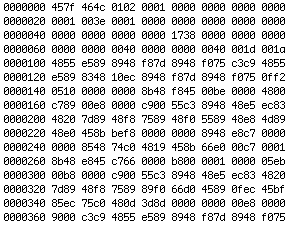 0000000 457f 464c 0102 0001 0000 0000 0000 0000
0000020 0001 003e 0001 0000 0000 0000 0000 0000
0000040 0000 0000 0000 0000 1738 0000 0000 0000
0000060 0000 0000 0040 0000 0000 0040 001d 001a
0000100 4855 e589 8948 f87d 8948 f075 c3c9 4855
0000120 e589 8348 10ec 8948 f87d 8948 f075 0ff2
0000140 0510 0000 0000 8b48 f845 00be 0000 4800
0000160 c789 00e8 0000 c900 55c3 8948 48e5 ec83
0000200 4820 7d89 48f8 7589 48f0 5589 48e8 4d89
0000220 48e0 458b bef8 0000 0000 8948 e8c7 0000
0000240 0000 8548 74c0 4819 458b 66e0 00c7 0001
0000260 8b48 e845 c766 0000 b800 0001 0000 05eb
0000300 00b8 0000 c900 55c3 8948 48e5 ec83 4820
0000320 7d89 48f8 7589 89f0 66d0 4589 0fec 45bf
0000340 85ec 75c0 480d 3d8d 0000 0000 00e8 0000
0000360 9000 c3c9 4855 e589 8948 f87d 8948 f075